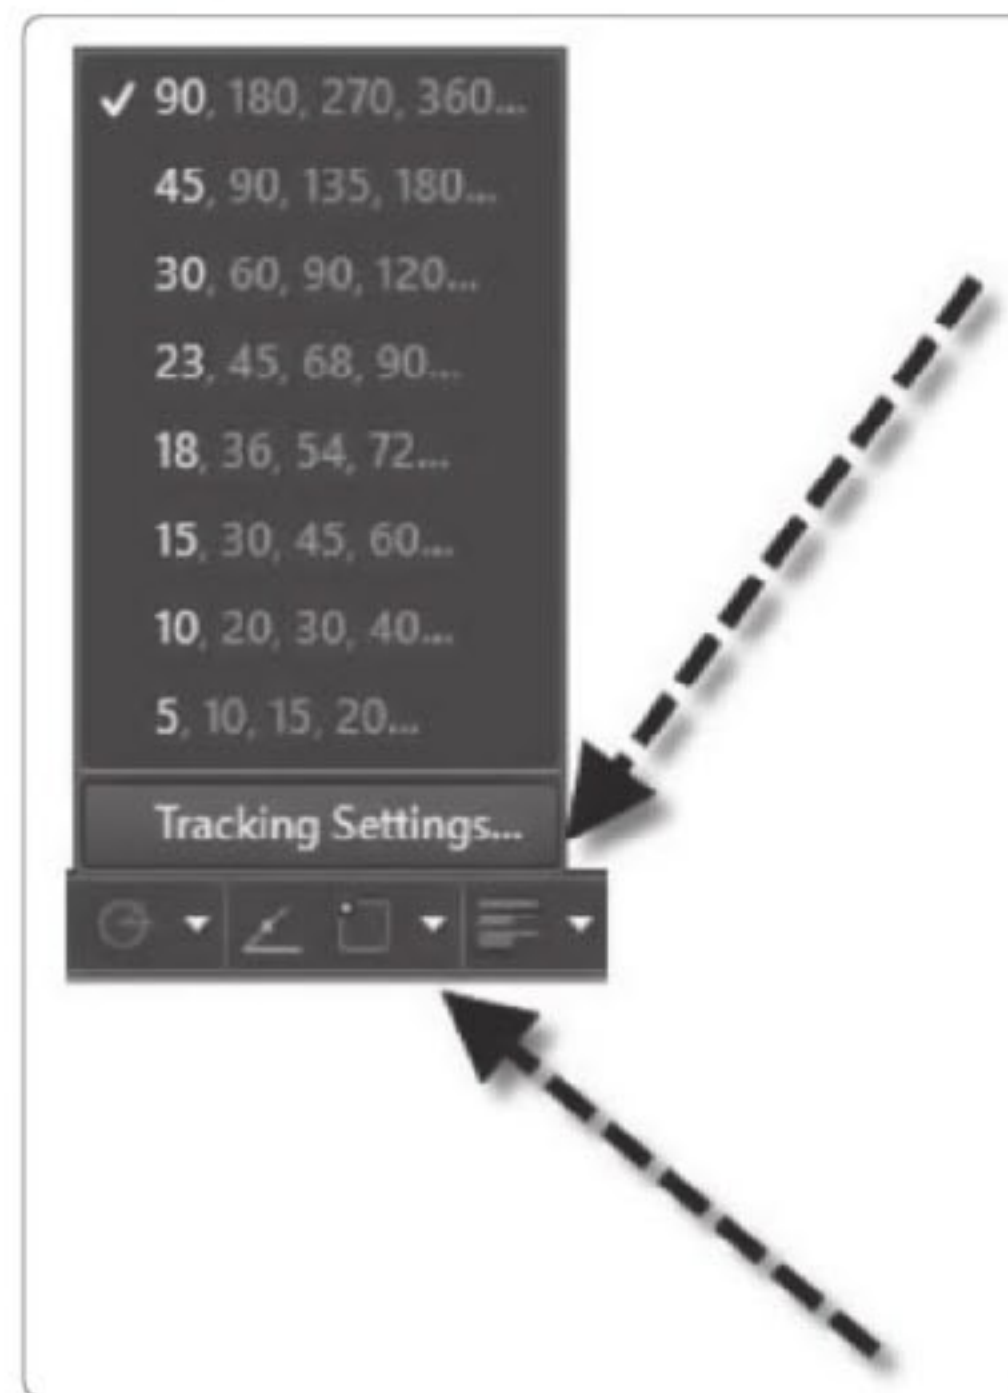 90, 180, 270, 360...
45, 90, 135, 180...
30, 60, 90, 120...
23, 45, 68, 90...
18, 36, 54, 72...
15, 30, 45, 60...
10, 20, 30, 40...
5, 10, 15, 20...
Tracking Settings...